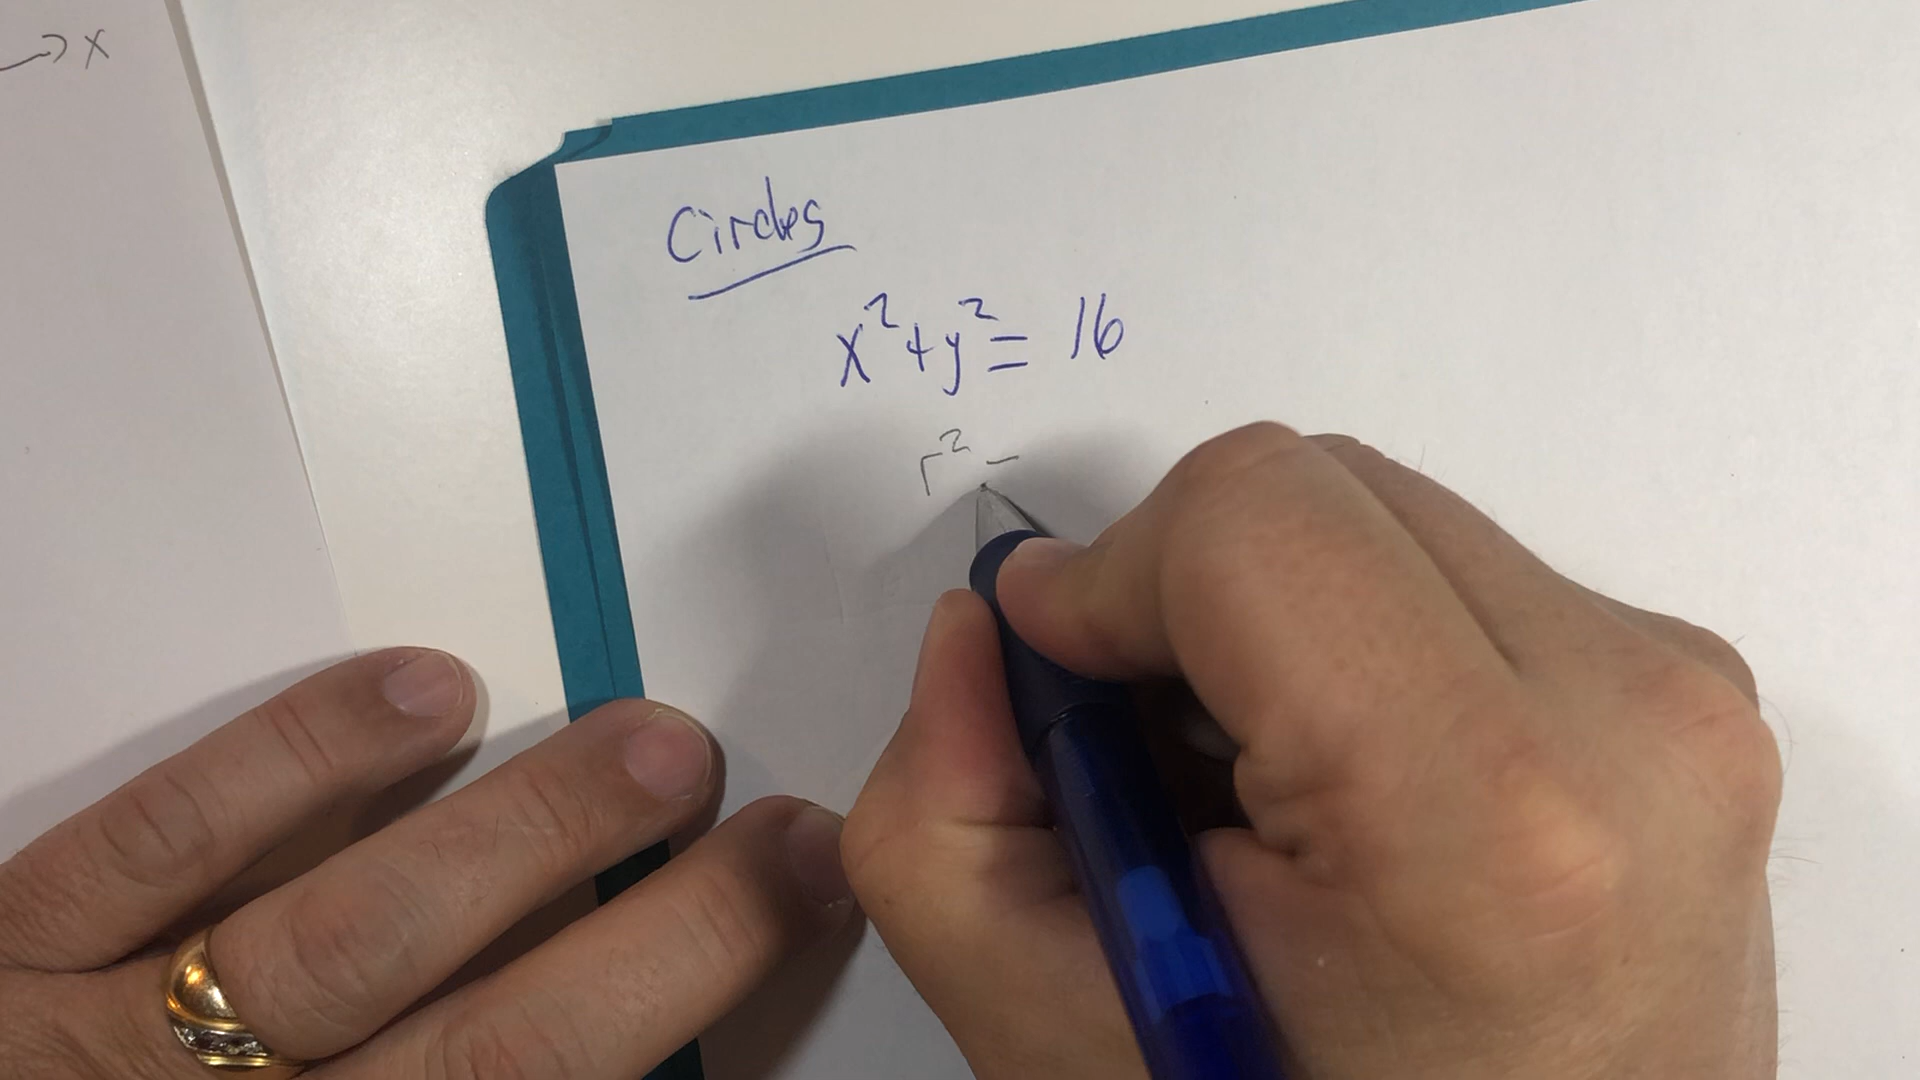 → x
Circles
x² + y² = 16
r² -